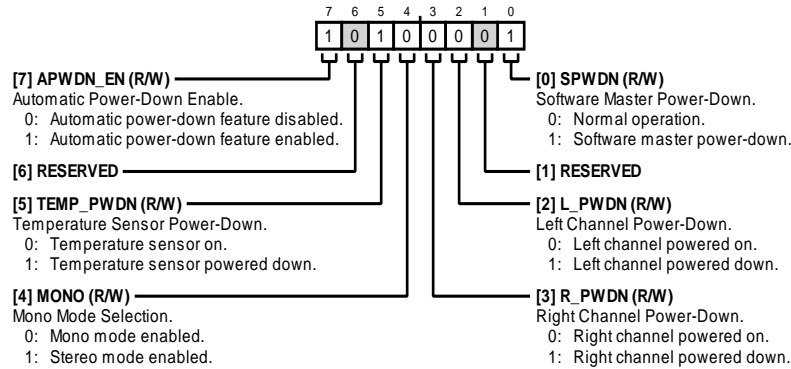 7 6 5 4 3 2 1 0
1 0 1 0 0 0 0 1
[7] APWDN_EN (R/W)
Automatic Power-Down Enable.
0: Automatic power-down feature disabled.
1: Automatic power-down feature enabled.
[6] RESERVED
[5] TEMP_PWDN (R/W)
Temperature Sensor Power-Down.
0: Temperature sensor on.
1: Temperature sensor powered down.
[4] MONO (R/W)
Mono Mode Selection.
0: Mono mode enabled.
1: Stereo mode enabled.
[0] SPWDN (R/W)
Software Master Power-Down.
0: Normal operation.
1: Software master power-down.
[1] RESERVED
[2] L_PWDN (R/W)
Left Channel Power-Down.
0: Left channel powered on.
1: Left channel powered down.
[3] R_PWDN (R/W)
Right Channel Power-Down.
0: Right channel powered on.
1: Right channel powered down.